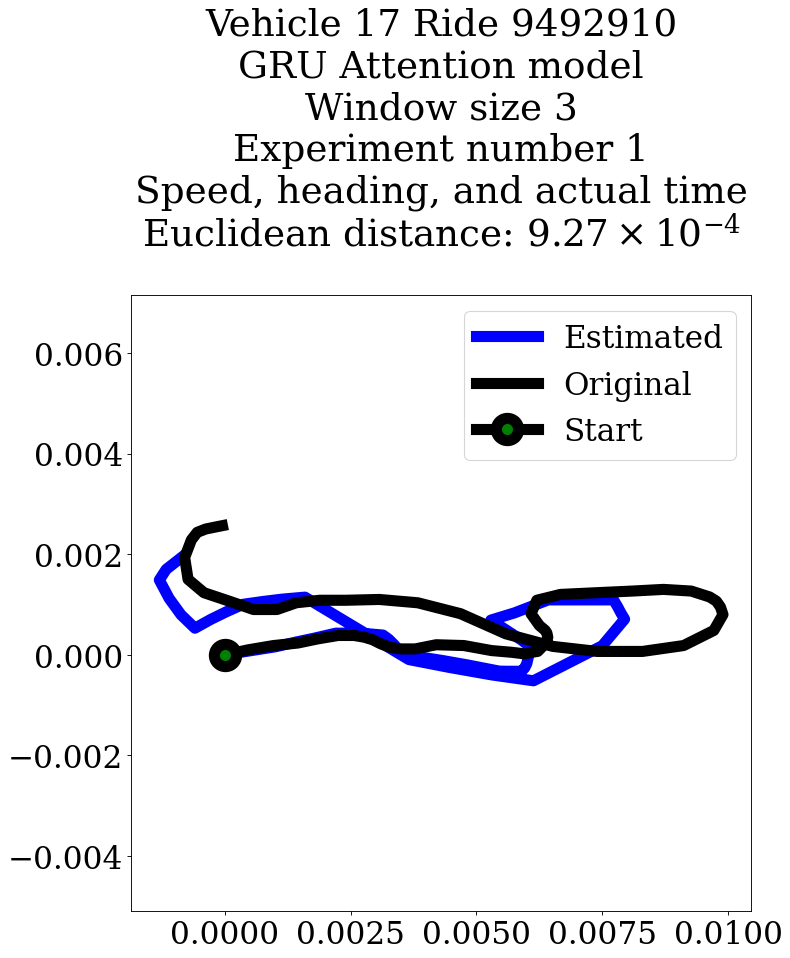 Vehicle 17 Ride 9492910
GRU Attention model
Window size 3
Experiment number 1
Speed, heading, and actual time
Euclidean distance: 9.27 × 10⁻⁴
Estimated
Original
Start
0.006
0.004
0.002
0.000
−0.002
−0.004
0.0000 0.0025 0.0050 0.0075 0.0100